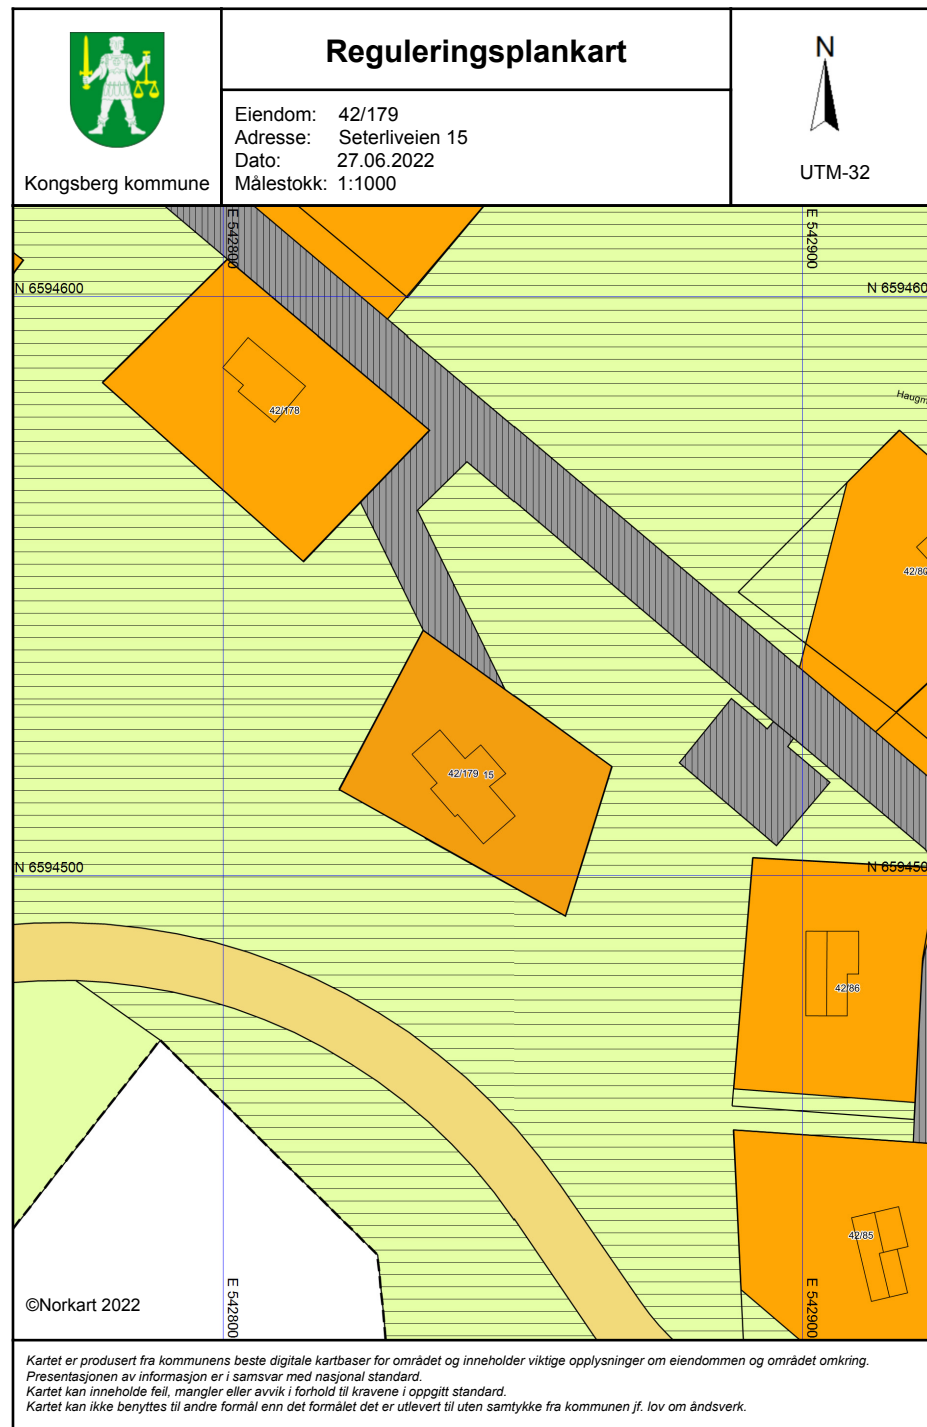 Reguleringsplankart
Kongsberg kommune
Eiendom: 42/179
Adresse: Seterliveien 15
Dato: 27.06.2022
Målestokk: 1:1000
N
UTM-32
E 542800
E 542900
N 6594600
N 659460
Haugm
42/178
42/86
42/179 15
N 6594500
N 659450
42/86
42/85
E 542800
E 542900
©Norkart 2022
Kartet er produsert fra kommunens beste digitale kartbaser for området og inneholder viktige opplysninger om eiendommen og området omkring.
Presentasjonen av informasjon er i samsvar med nasjonal standard.
Kartet kan inneholde feil, mangler eller avvik i forhold til kravene i oppgitt standard.
Kartet kan ikke benyttes til andre formål enn det formålet det er utlevert til uten samtykke fra kommunen jf. lov om åndsverk.